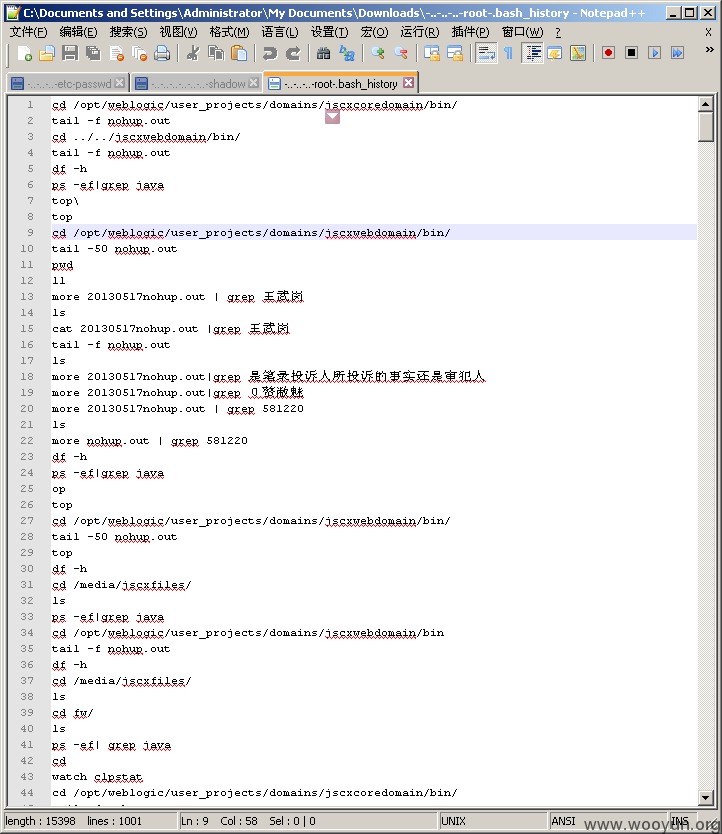 C:\Documents and Settings\Administrator\My Documents\Downloads\-..-..-..-root-.bash_history - Notepad++
文件(F) 编辑(E) 搜索(S) 视图(V) 格式(M) 语言(L) 设置(T) 宏(O) 运行(R) 插件(P) 窗口(W) ? X
-..-..-..-etc-passwd -..-..-..-..-..-..-shadow -..-..-..-root-.bash_history
1 cd /opt/weblogic/user_projects/domains/jscxcoredomain/bin/
2 tail -f nohup.out
3 cd ../../jscxwebdomain/bin/
4 tail -f nohup.out
5 df -h
6 ps -ef|grep java
7 top\
8 top
9 cd /opt/weblogic/user_projects/domains/jscxwebdomain/bin/
10 tail -50 nohup.out
11 pwd
12 ll
13 more 20130517nohup.out | grep 王武岗
14 ls
15 cat 20130517nohup.out |grep 王武岗
16 tail -f nohup.out
17 ls
18 more 20130517nohup.out|grep 是笔录投诉人所投诉的事实还是审犯人
19 more 20130517nohup.out|grep
20 more 20130517nohup.out | grep 581220
21 ls
22 more nohup.out | grep 581220
23 df -h
24 ps -ef|grep java
25 op
26 top
27 cd /opt/weblogic/user_projects/domains/jscxwebdomain/bin/
28 tail -50 nohup.out
29 top
30 df -h
31 cd /media/jscxfiles/
32 ls
33 ps -ef|grep java
34 cd /opt/weblogic/user_projects/domains/jscxwebdomain/bin
35 tail -f nohup.out
36 df -h
37 cd /media/jscxfiles/
38 ls
39 cd fw/
40 ls
41 ps -ef| grep java
42 cd
43 watch clpstat
44 cd /opt/weblogic/user_projects/domains/jscxcoredomain/bin/
length : 15398 lines : 1001 Ln : 9 Col : 58 Sel : 0 | 0 UNIX ANSI INS
www.wooyun.org